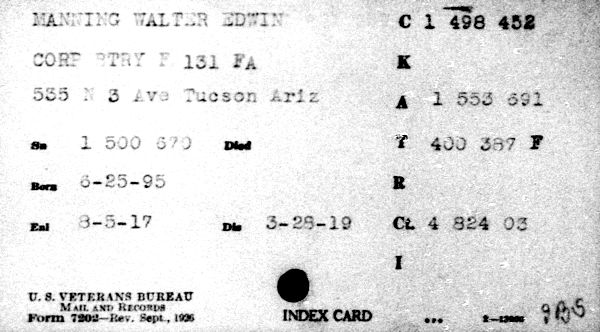 MANNING WALTER EDWIN C 1 498 452
CORP BTRY F 131 FA K
535 N 3 Ave Tucson Ariz A 1 553 691
Sn 1 500 670 Died T 400 387 F
Born 6-25-95 R
Enl 8-5-17 Dis 3-28-19 Ct. 4 824 03
I
U. S. VETERANS BUREAU
MAIL AND RECORDS
Form 7202—Rev. Sept., 1926 INDEX CARD ... 2-